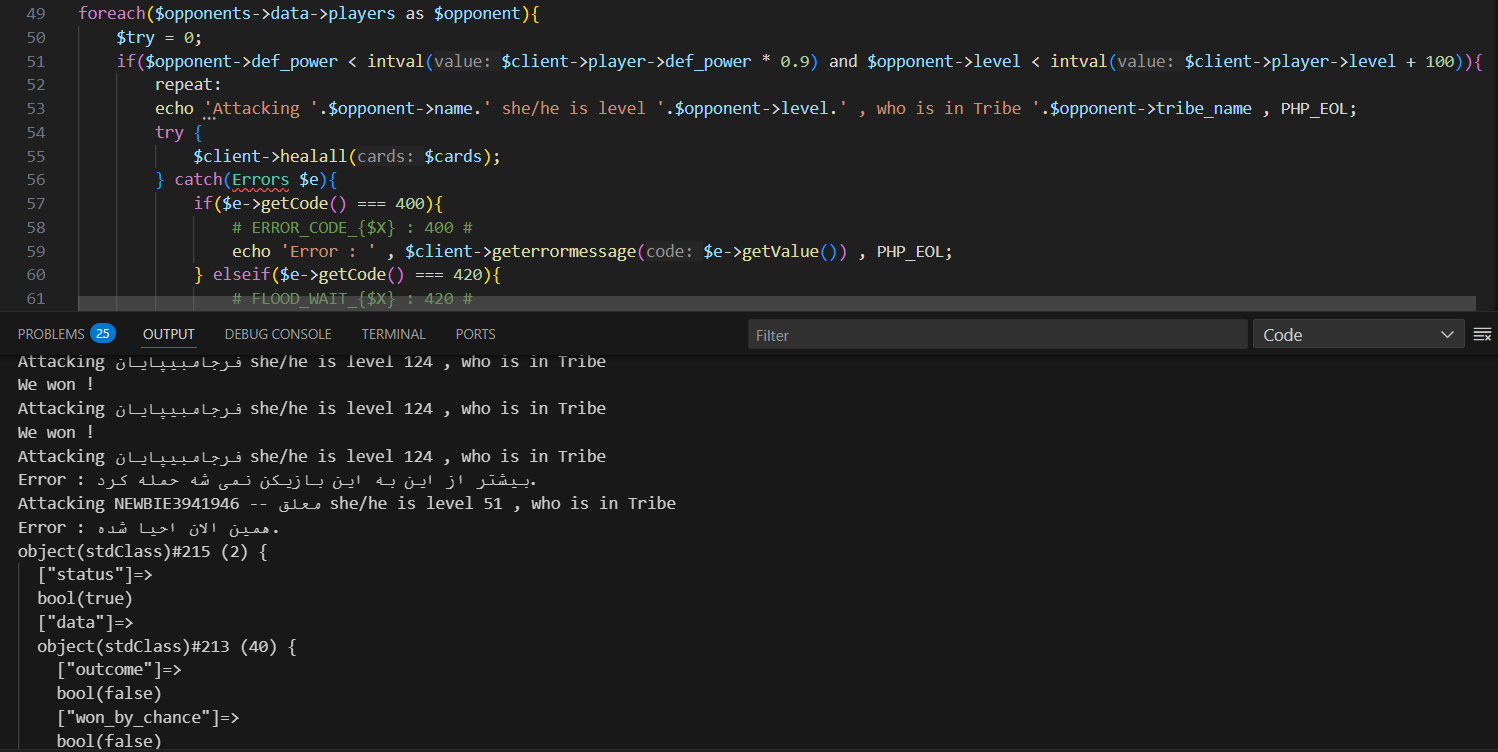 49 foreach($opponents->data->players as $opponent){
50 $try = 0;
51 if($opponent->def_power < intval(value: $client->player->def_power * 0.9) and $opponent->level < intval(value: $client->player->level + 100)){
52 repeat:
53 echo 'Attacking '.$opponent->name.' she/he is level '.$opponent->level.' , who is in Tribe '.$opponent->tribe_name , PHP_EOL;
54 try {
55 $client->healall(cards: $cards);
56 } catch(Errors $e){
57 if($e->getCode() === 400){
58 # ERROR_CODE_{$X} : 400 #
59 echo 'Error : ' , $client->geterrormessage(code: $e->getValue()) , PHP_EOL;
60 } elseif($e->getCode() === 420){
61 # FLOOD_WAIT_{$X} : 420 #
PROBLEMS 25 OUTPUT DEBUG CONSOLE TERMINAL PORTS Filter Code
Attacking فرجامبیپایان she/he is level 124 , who is in Tribe
We won !
Attacking فرجامبیپایان she/he is level 124 , who is in Tribe
We won !
Attacking فرجامبیپایان she/he is level 124 , who is in Tribe
Error : بیشتر از این به این بازیکن نمی شه حمله کرد.
Attacking NEWBIE3941946 -- معلق she/he is level 51 , who is in Tribe
Error : همین الان احیا شده.
object(stdClass)#215 (2) {
["status"]=>
bool(true)
["data"]=>
object(stdClass)#213 (40) {
["outcome"]=>
bool(false)
["won_by_chance"]=>
bool(false)